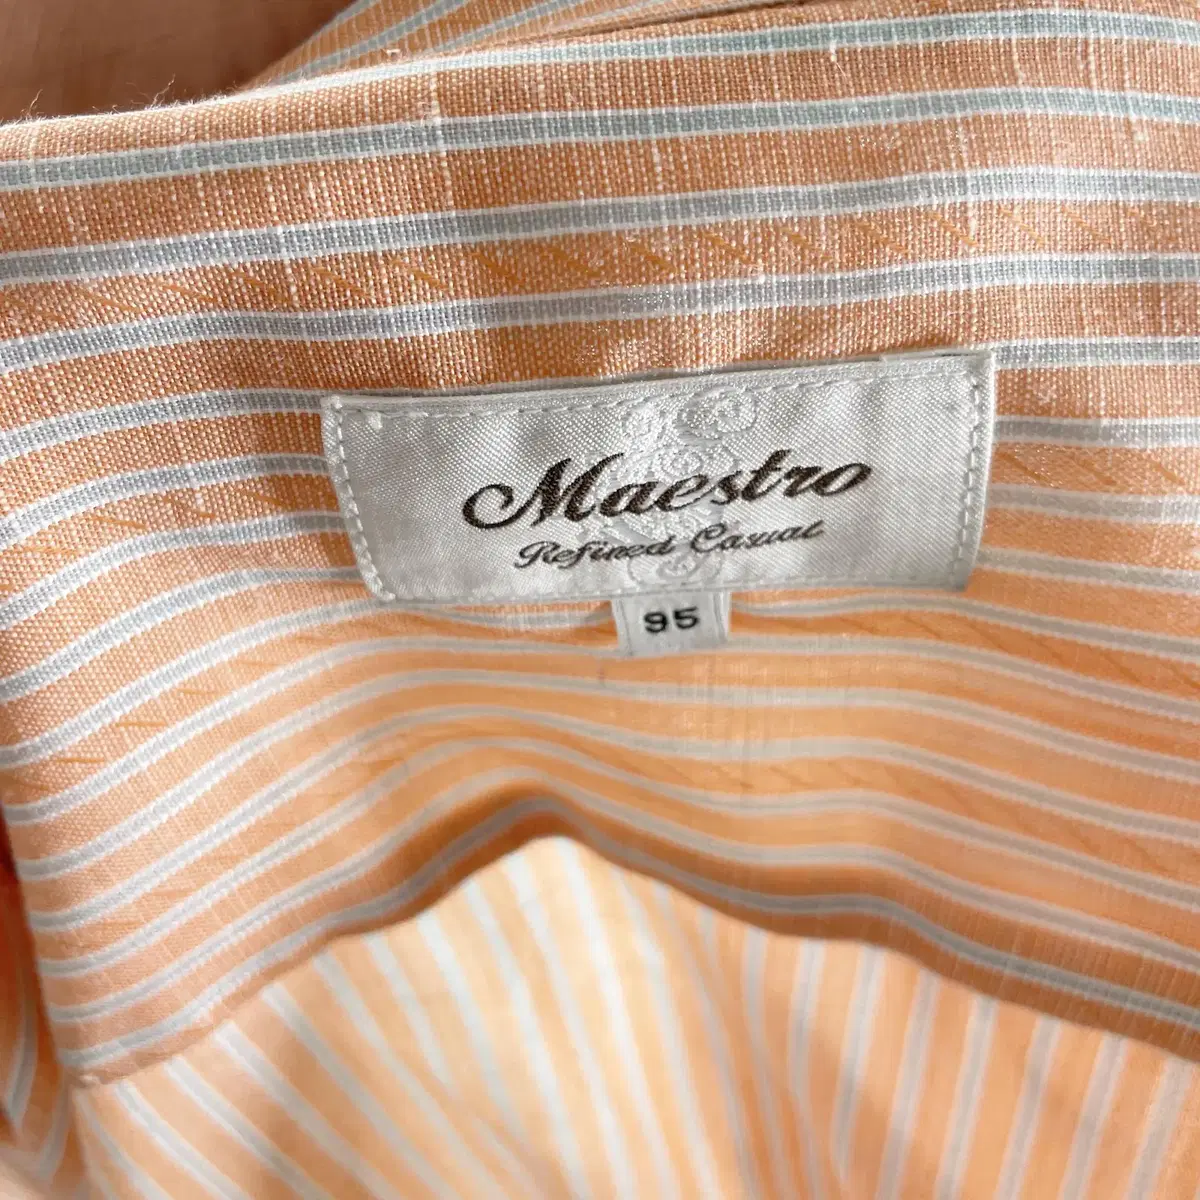 Maestro
Refined Casual
95